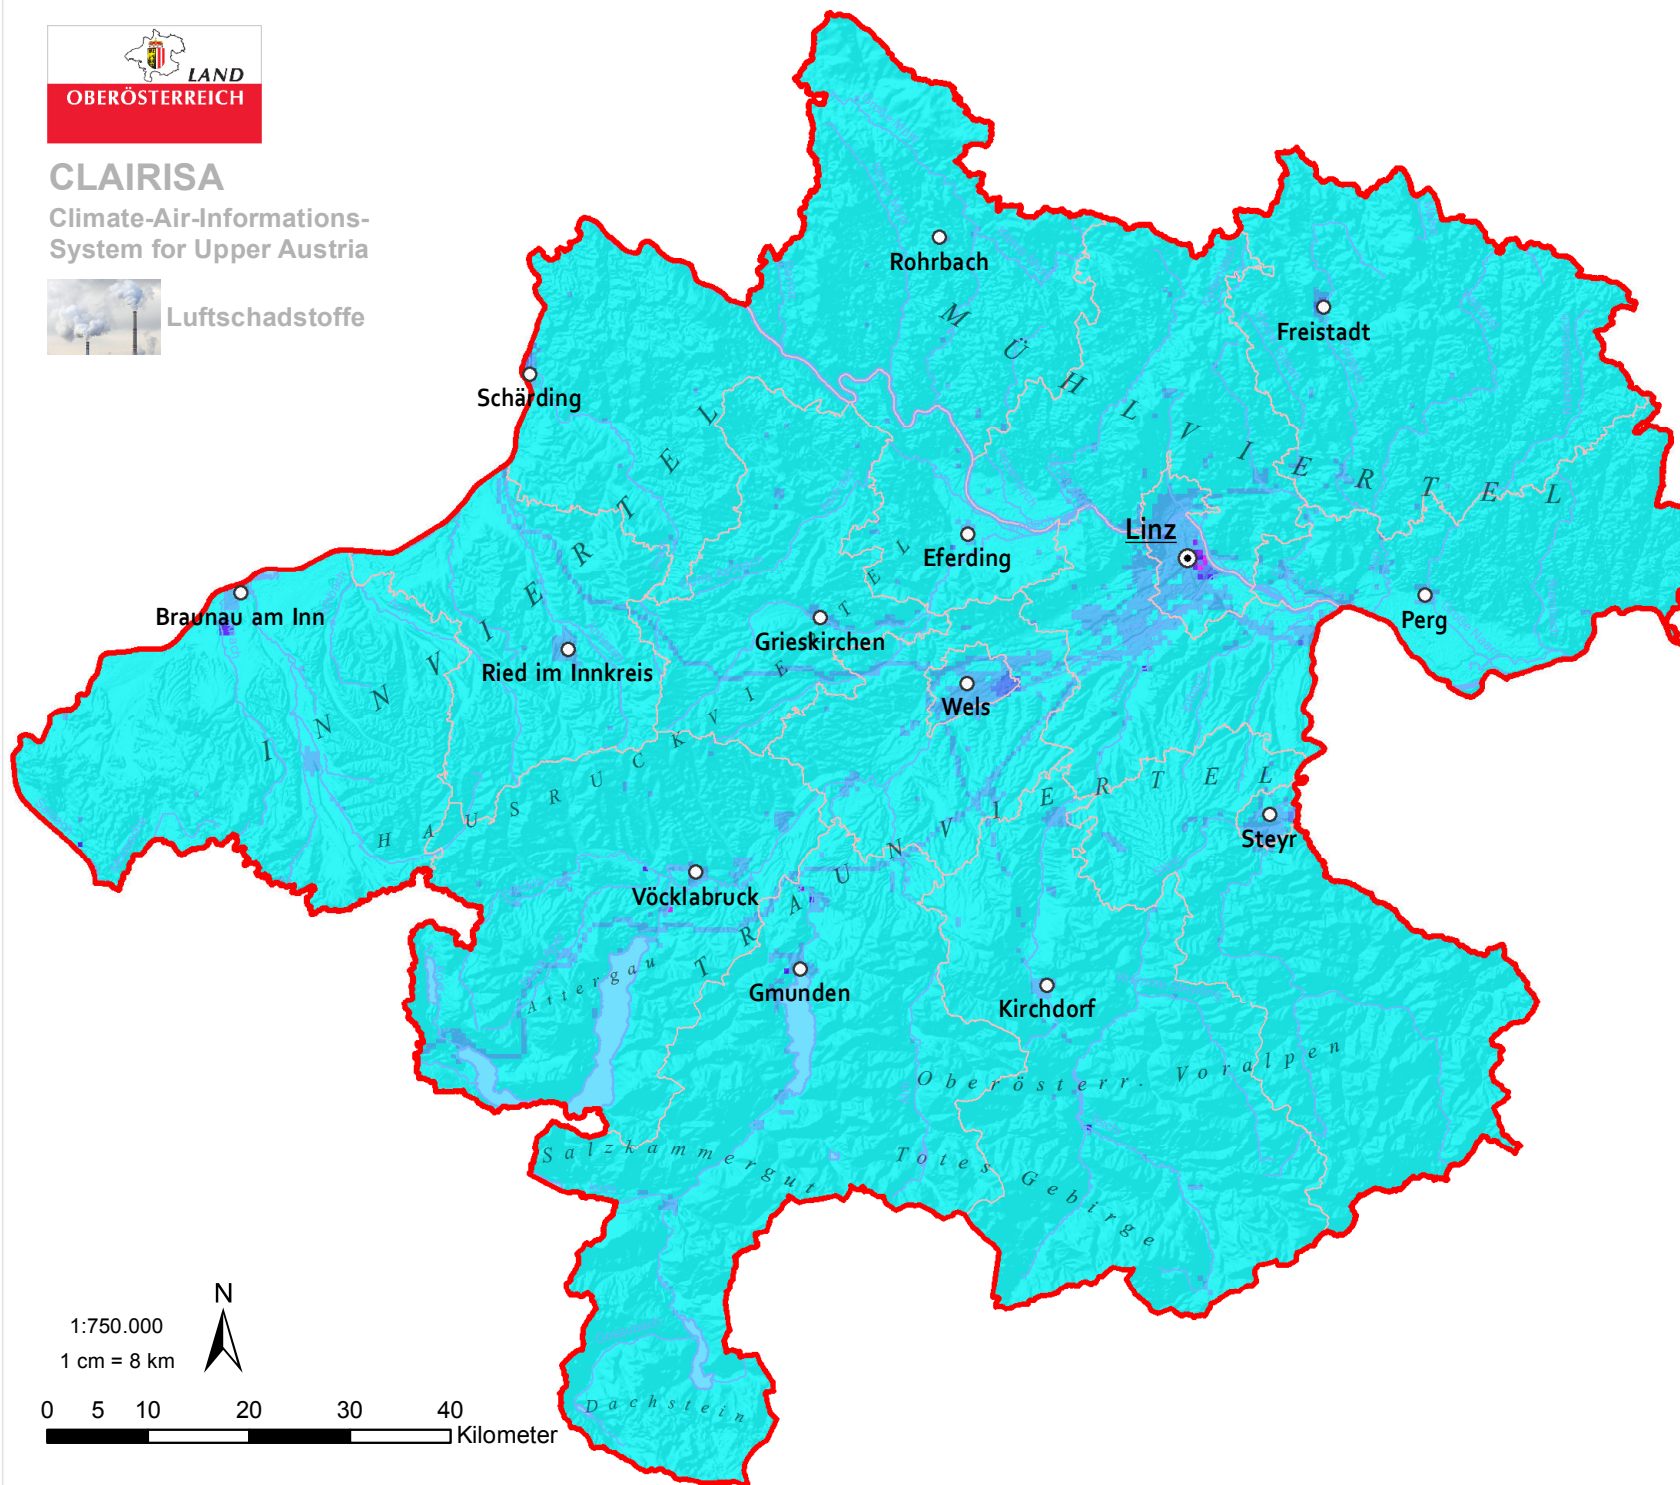 LAND
OBERÖSTERREICH
CLAIRISA
Climate-Air-Informations-
System for Upper Austria
Luftschadstoffe
Rohrbach
Freistadt
MÜHLVIERTEL
Schärding
Linz
Eferding
Braunau am Inn
Perg
Grieskirchen
INNVIERTEL
Ried im Innkreis
Wels
HAUSRUCKVIERTEL
Steyr
TRAUNVIERTEL
Vöcklabruck
Attergau
Gmunden
Kirchdorf
Oberösterr. Voralpen
Salzkammergut
Totes Gebirge
Dachstein
N
1:750.000
1 cm = 8 km
0 5 10 20 30 40
Kilometer